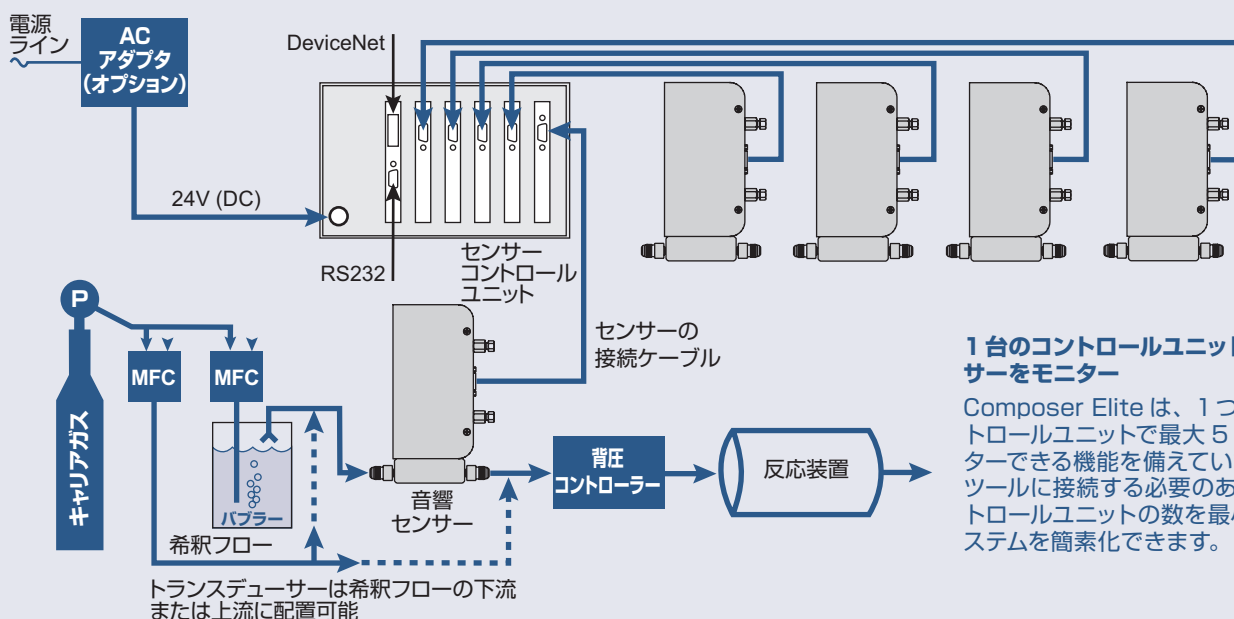 電源
ライン
AC
アダプタ
(オプション)
DeviceNet
24V (DC)
RS232
センサー
コントロール
ユニット
センサーの
接続ケーブル
P
MFC
MFC
キャリアガス
バブラー
希釈フロー
音響
センサー
背圧
コントローラー
反応装置
トランスデューサーは希釈フローの下流
または上流に配置可能
1 台のコントロールユニット
サーをモニター
Composer Elite は、1 つ
トロールユニットで最大 5
ターできる機能を備えてい
ツールに接続する必要のあ
トロールユニットの数を最
ステムを簡素化できます。